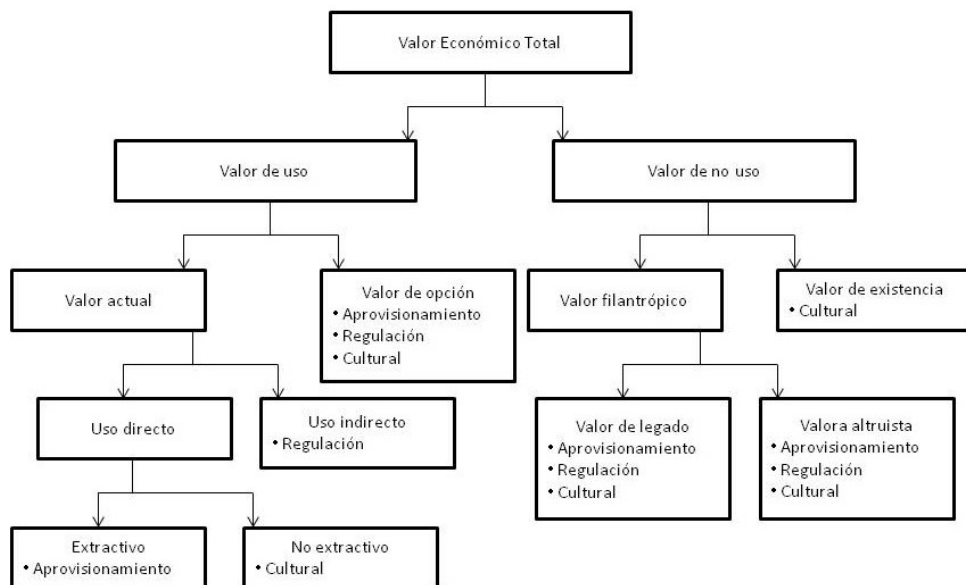 Valor Económico Total
Valor de uso
Valor de no uso
Valor actual
Valor de opción
• Aprovisionamiento
• Regulación
• Cultural
Valor filantrópico
Valor de existencia
• Cultural
Uso directo
Uso indirecto
• Regulación
Valor de legado
• Aprovisionamiento
• Regulación
• Cultural
Valora altruista
• Aprovisionamiento
• Regulación
• Cultural
Extractivo
• Aprovisionamiento
No extractivo
• Cultural